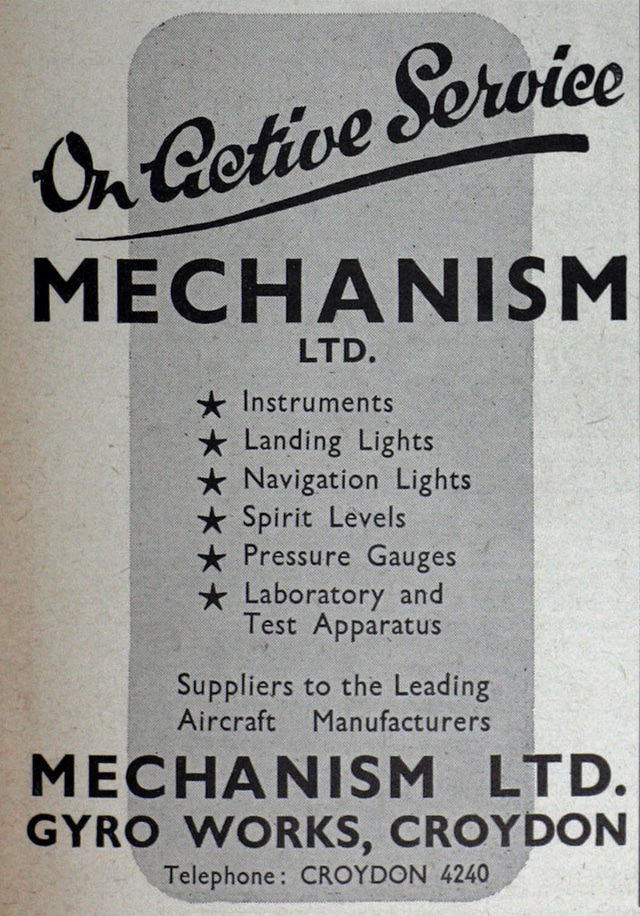 On Active Service
MECHANISM
LTD.
★ Instruments
★ Landing Lights
★ Navigation Lights
★ Spirit Levels
★ Pressure Gauges
★ Laboratory and
Test Apparatus
Suppliers to the Leading
Aircraft Manufacturers
MECHANISM LTD.
GYRO WORKS, CROYDON
Telephone: CROYDON 4240